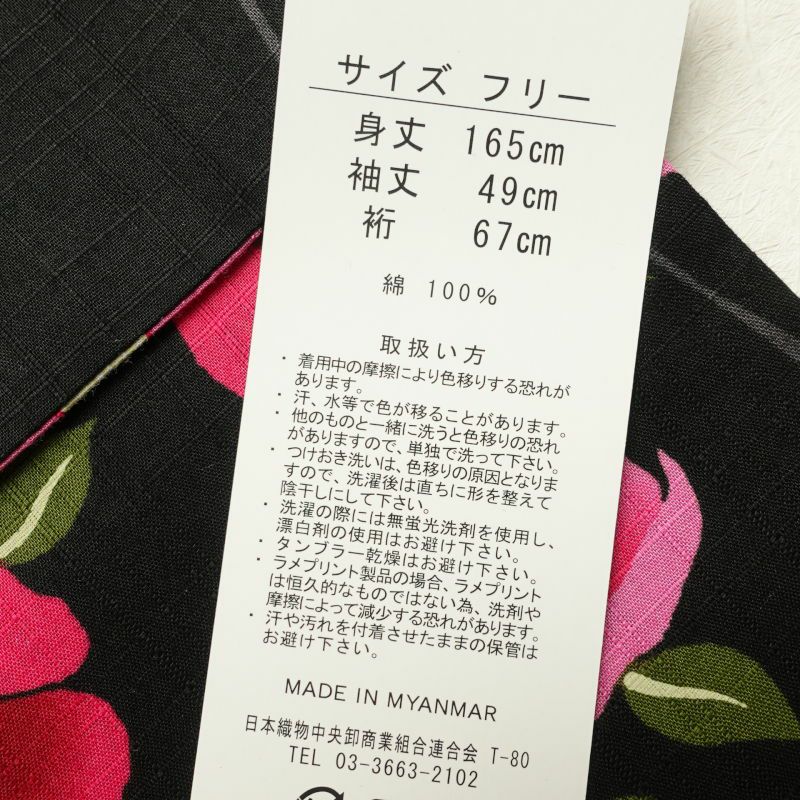 サイズ フリー
身丈 165cm
袖丈 49cm
裄 67cm
綿 100%
取扱い方
・着用中の摩擦により色移りする恐れが
あります。
・汗、水等で色が移ることがあります。
・他のものと一緒に洗うと色移りの恐れ
がありますので、単独で洗って下さい。
・つけおき洗いは、色移りの原因となりま
すので、洗濯後は直ちに形を整えて
陰干しにして下さい。
・洗濯の際には無蛍光洗剤を使用し、
漂白剤の使用はお避け下さい。
・タンブラー乾燥はお避け下さい。
・ラメプリント製品の場合、ラメプリント
は恒久的なものではない為、洗剤や
摩擦によって減少する恐れがあります。
・汗や汚れを付着させたままの保管は
お避け下さい。
MADE IN MYANMAR
日本織物中央卸商業組合連合会 T-80
TEL 03-3663-2102